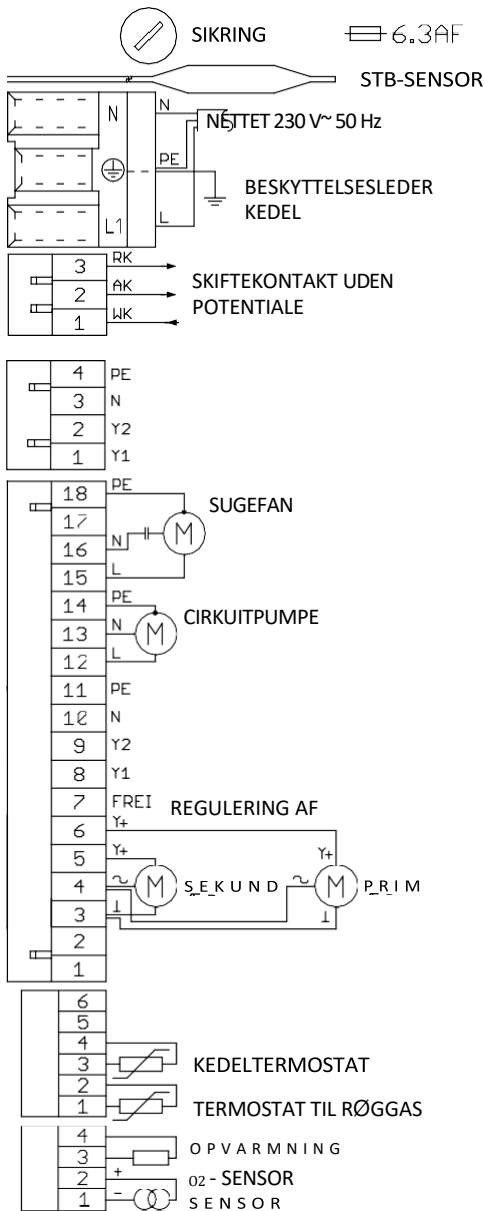 SIKRING 6.3AF
STB-SENSOR
N N
NETTET 230 V~ 50 Hz
PE
BESKYTTELSESLEDER
KEDEL
L1 L
3 RK
SKIFTEKONTAKT UDEN
2 AK
POTENTIALE
1 WK
4 PE
3 N
2 Y2
1 Y1
18 PE
SUGEFAN
17
M
16 N
15 L
14 PE
CIRKUITPUMPE
13 N M
12 L
11 PE
10 N
9 Y2
8 Y1
7 FREI REGULERING AF
6 Y+
5 Y+ Y+
4 ~ M SEKUND ~ M PRIM
3 ⊥ ⊥
2
1
6
5
4
3 KEDELTERMOSTAT
2
1 TERMOSTAT TIL RØGGAS
4 OPVARMNING
3
2 + O2 - SENSOR
1 - SENSOR